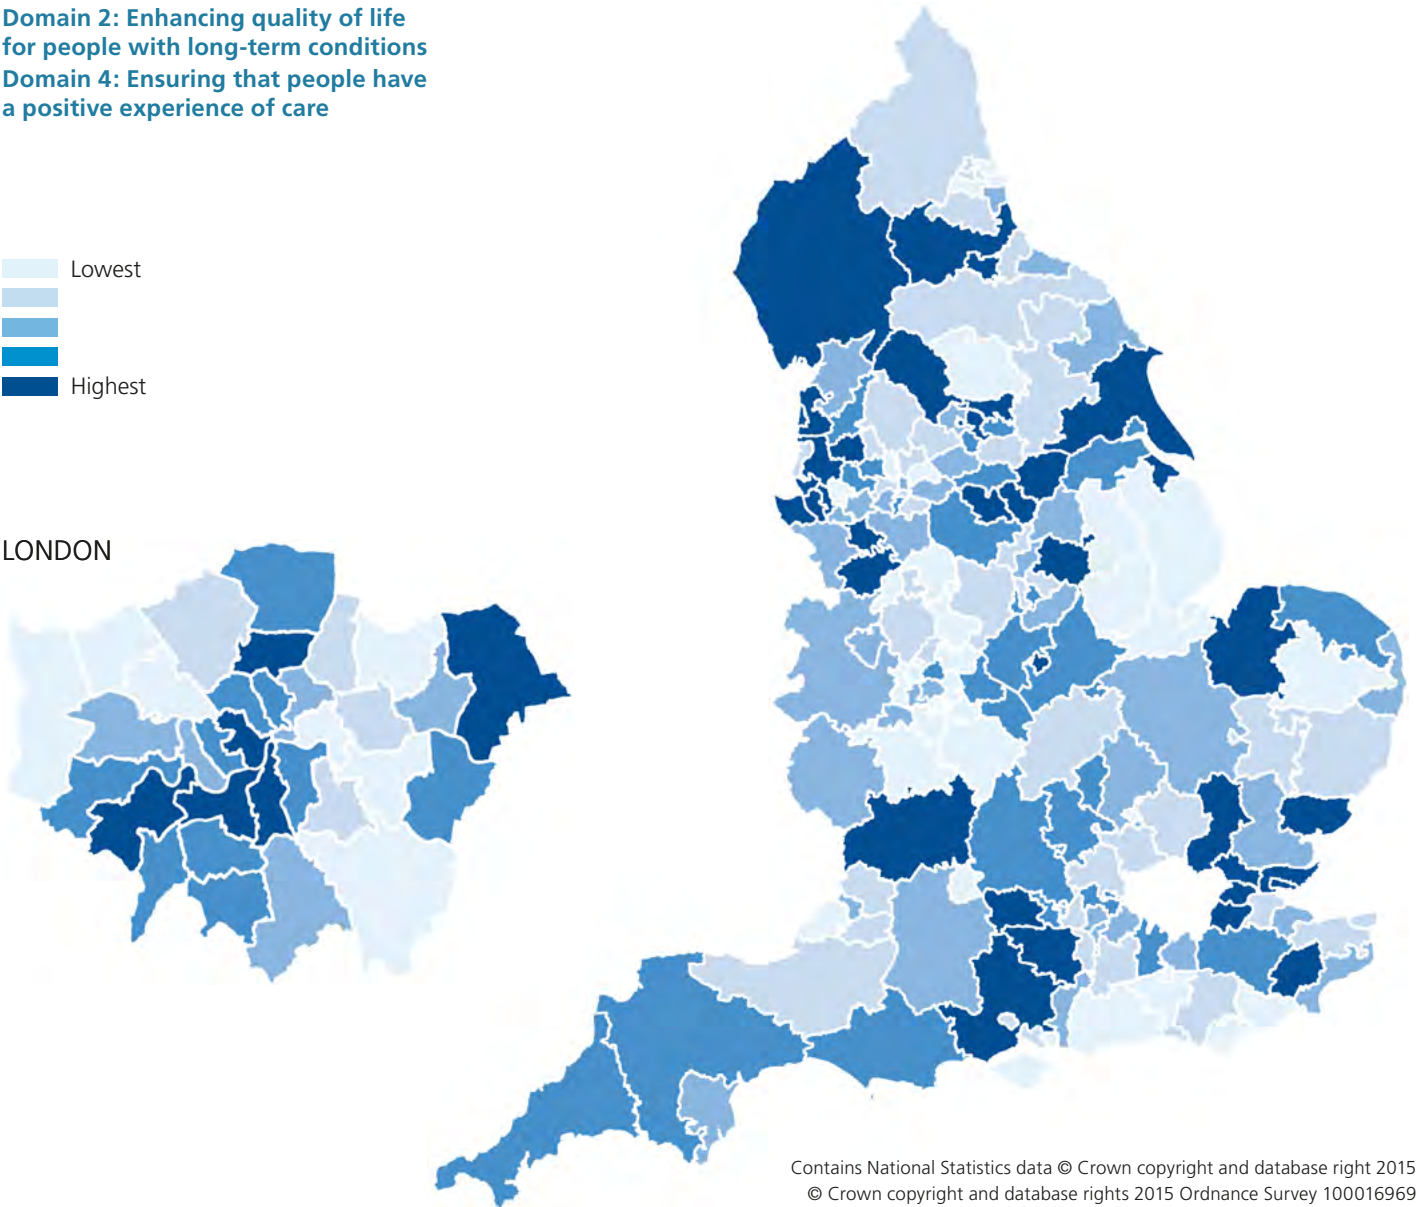 Domain 2: Enhancing quality of life
for people with long-term conditions
Domain 4: Ensuring that people have
a positive experience of care
Lowest
Highest
LONDON
Contains National Statistics data © Crown copyright and database right 2015
© Crown copyright and database rights 2015 Ordnance Survey 100016969